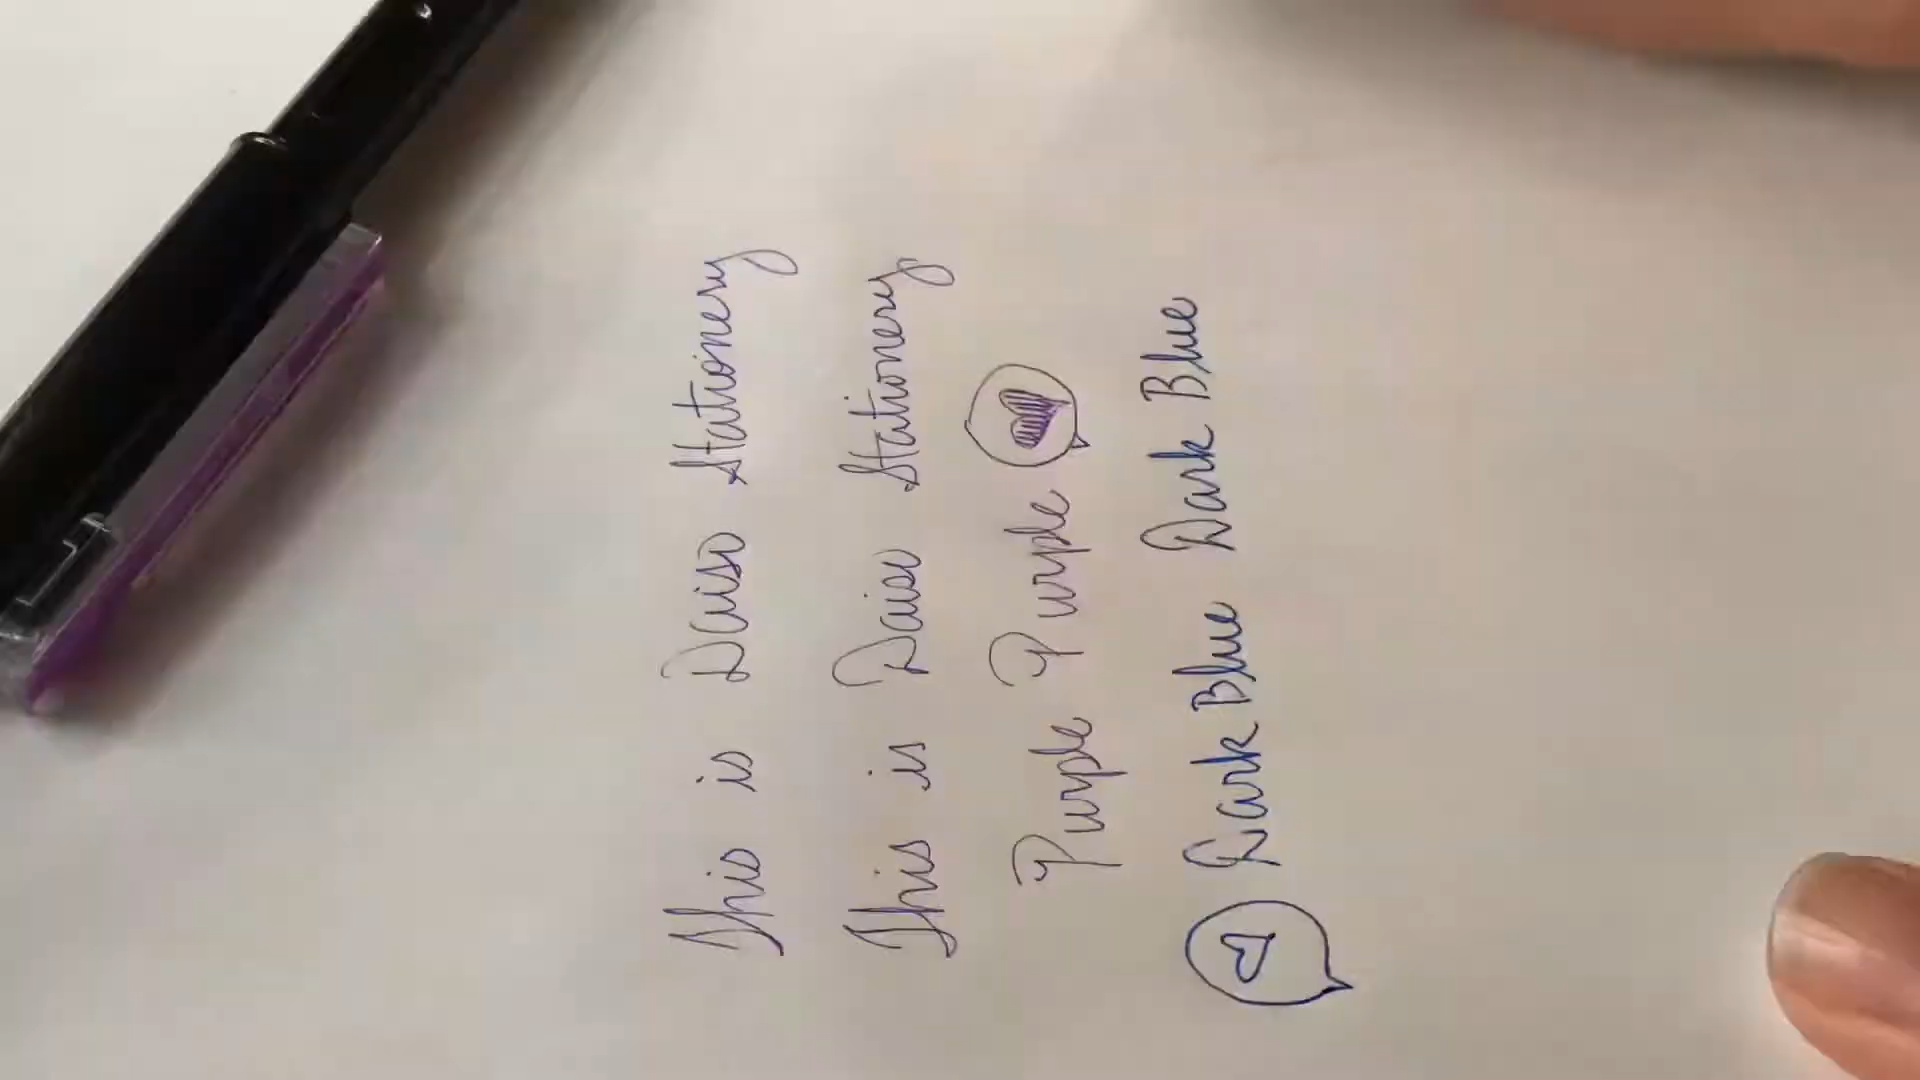 This is Daiso Stationery
This is Daiso Stationery
Purple Purple
Dark Blue Dark Blue